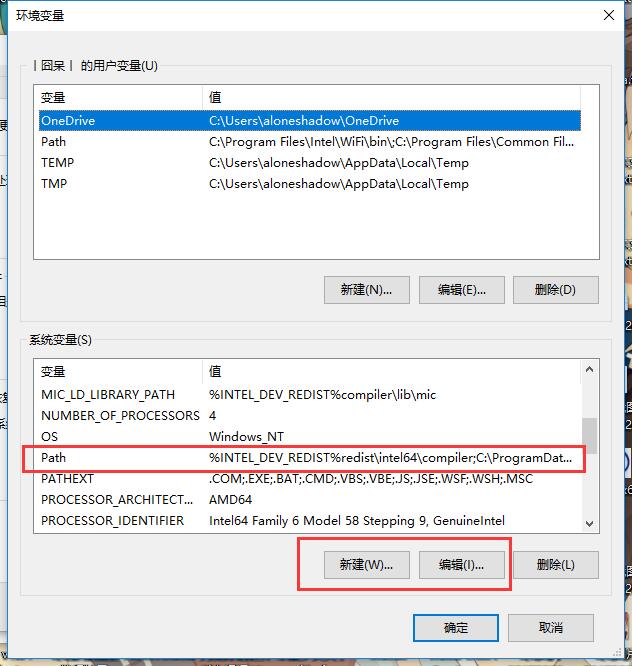 环境变量
丨囧呆丨 的用户变量(U)
变量 值
OneDrive C:\Users\aloneshadow\OneDrive
Path C:\Program Files\Intel\WiFi\bin\;C:\Program Files\Common Fil...
TEMP C:\Users\aloneshadow\AppData\Local\Temp
TMP C:\Users\aloneshadow\AppData\Local\Temp
新建(N)... 编辑(E)... 删除(D)
系统变量(S)
变量 值
MIC_LD_LIBRARY_PATH %INTEL_DEV_REDIST%compiler\lib\mic
NUMBER_OF_PROCESSORS 4
OS Windows_NT
Path %INTEL_DEV_REDIST%redist\intel64\compiler;C:\ProgramDat...
PATHEXT .COM;.EXE;.BAT;.CMD;.VBS;.VBE;.JS;.JSE;.WSF;.WSH;.MSC
PROCESSOR_ARCHITECT... AMD64
PROCESSOR_IDENTIFIER Intel64 Family 6 Model 58 Stepping 9, GenuineIntel
新建(W)... 编辑(I)... 删除(L)
确定 取消